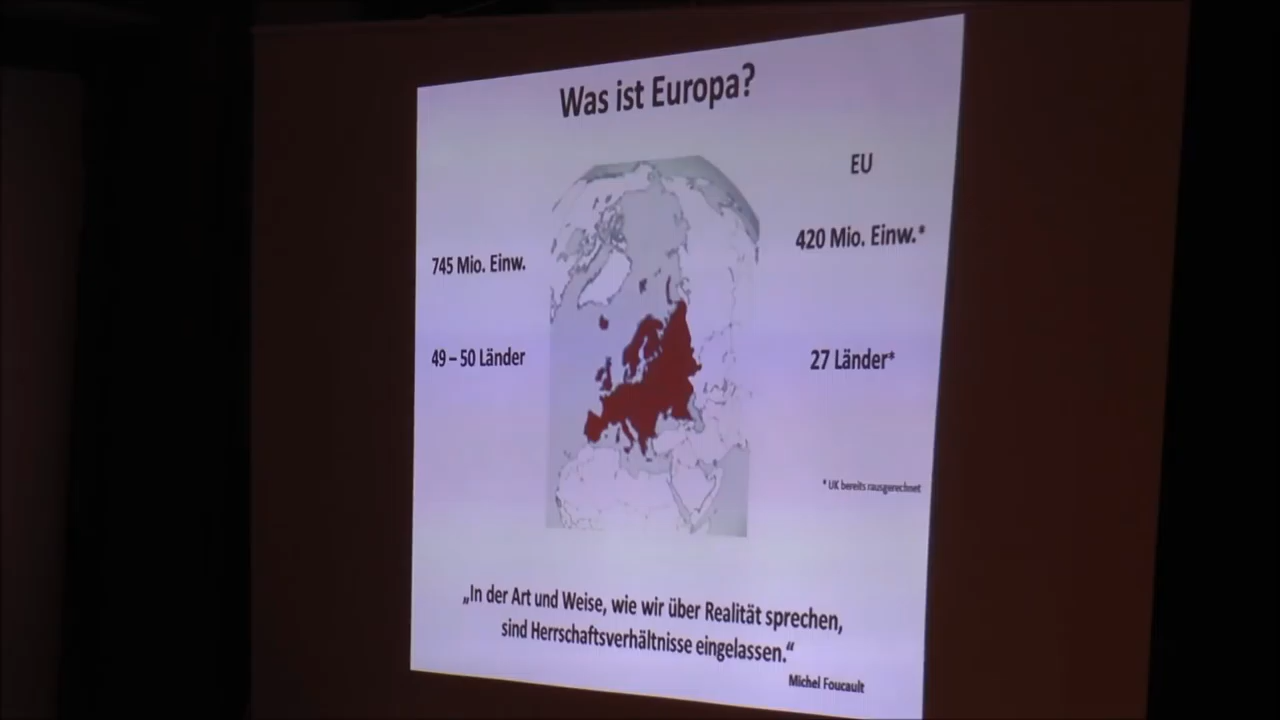 Was ist Europa?
EU
420 Mio. Einw.*
745 Mio. Einw.
49 – 50 Länder
27 Länder*
* UK bereits rausgerechnet
„In der Art und Weise, wie wir über Realität sprechen,
sind Herrschaftsverhältnisse eingelassen.“
Michel Foucault